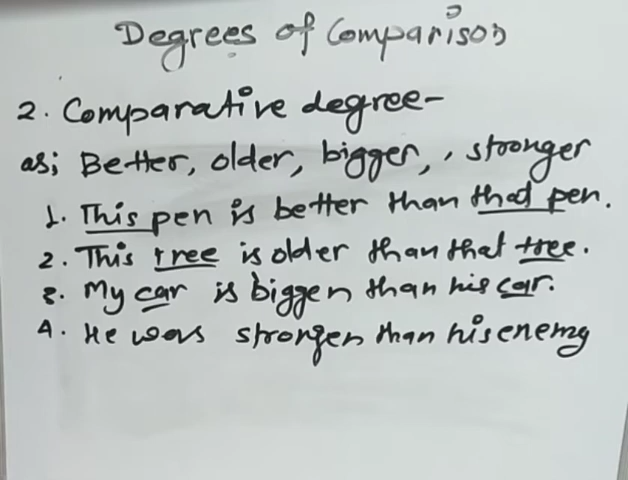 Degrees of Comparison
2. Comparative degree-
as; Better, older, bigger, , stronger
1. This pen is better than that pen.
2. This tree is older than that tree.
3. My car is bigger than his car.
4. He was stronger than his enemy